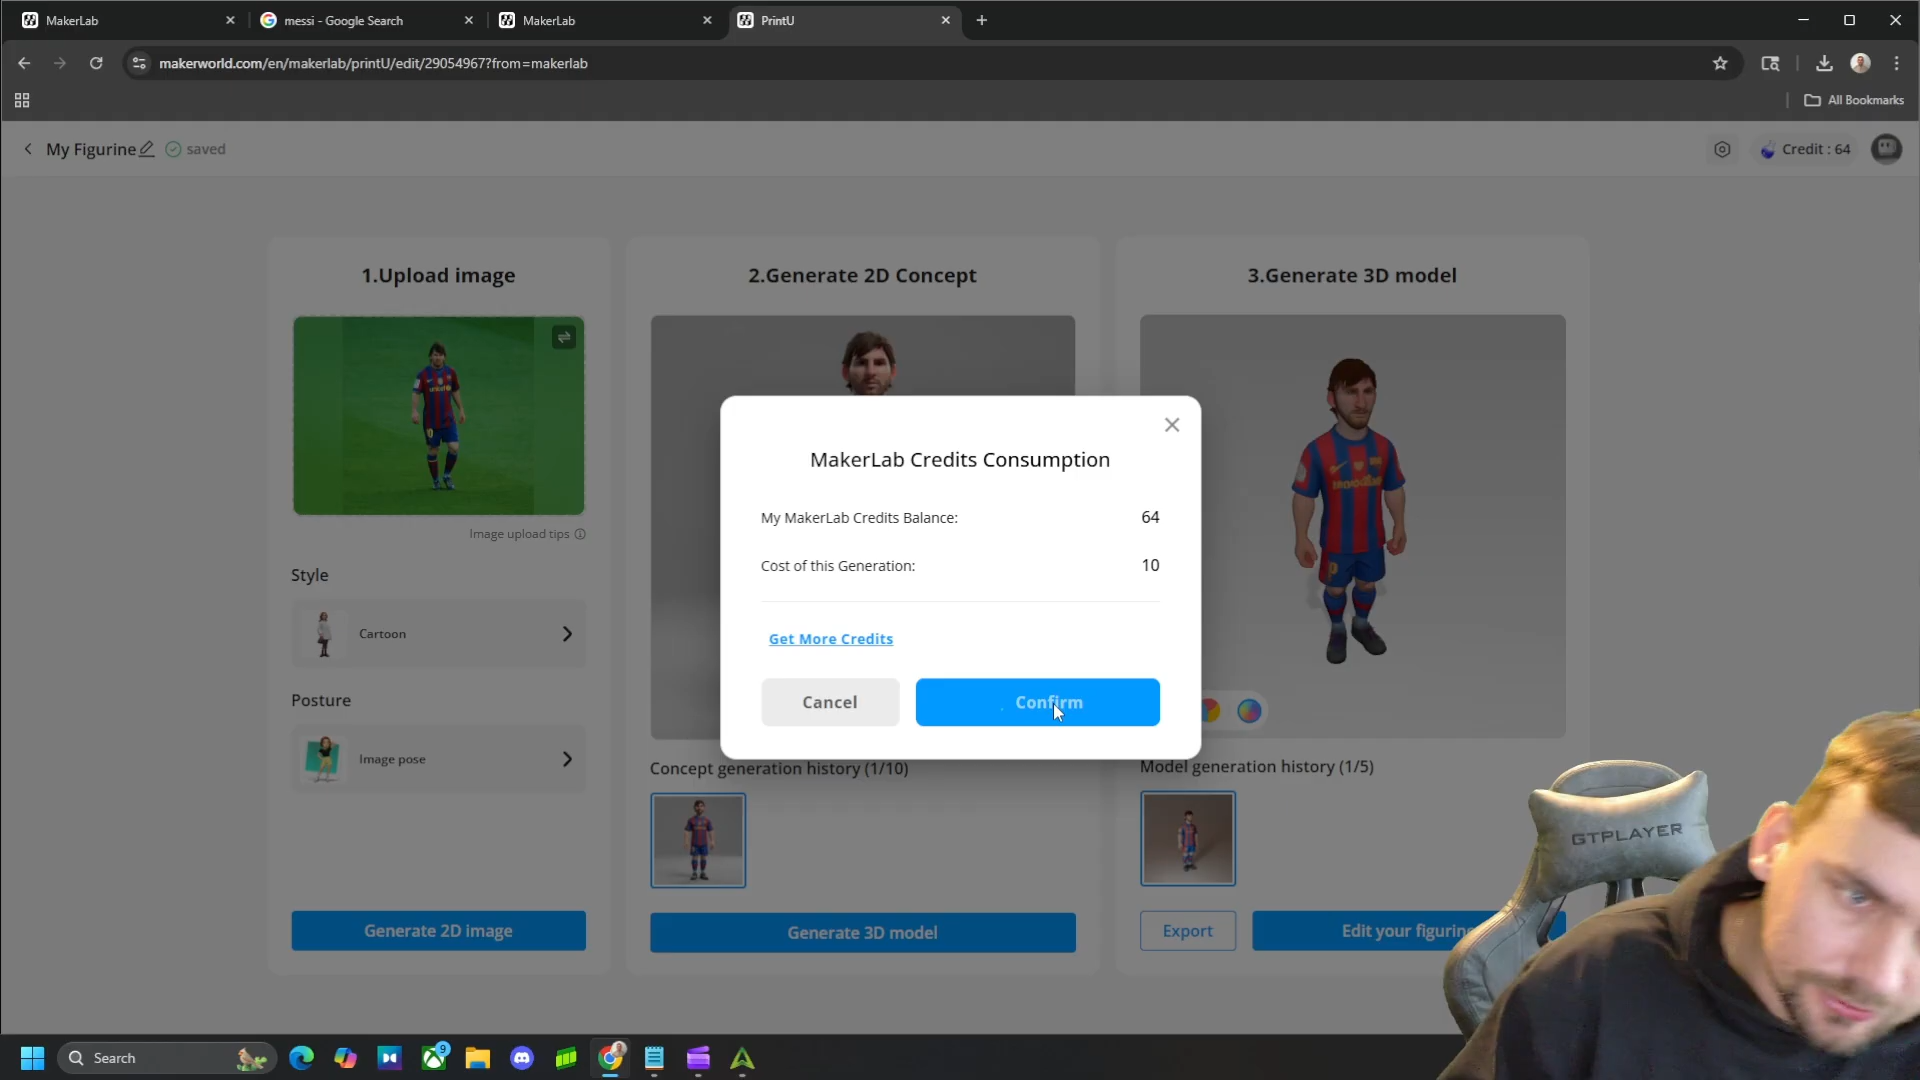 MakerLab
messi - Google Search
MakerLab
PrintU
makerworld.com/en/makerlab/printU/edit/29054967?from=makerlab
All Bookmarks
My Figurine
saved
Credit : 64
1.Upload image
2.Generate 2D Concept
3.Generate 3D model
unicef
Image upload tips
Style
Cartoon
Posture
Image pose
MakerLab Credits Consumption
My MakerLab Credits Balance:
64
Cost of this Generation:
10
Get More Credits
Cancel
Confirm
Concept generation history (1/10)
Model generation history (1/5)
Generate 2D image
Generate 3D model
Export
Edit your figurine
GTPLAYER
Search
9